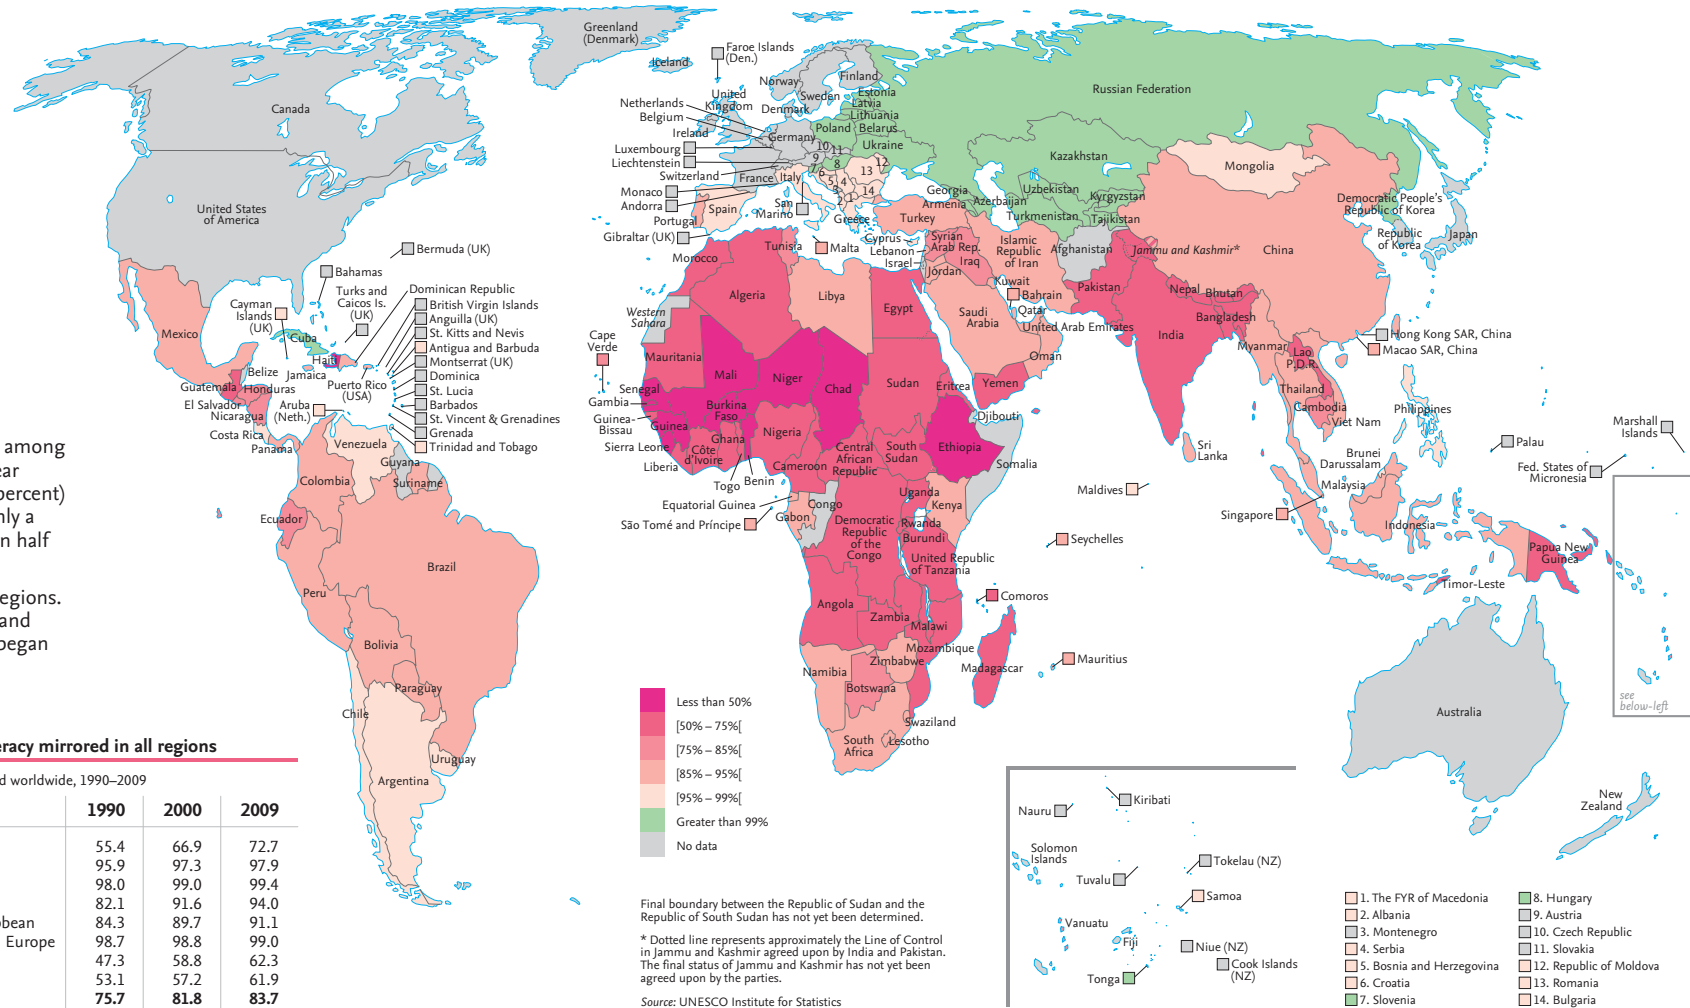 Greenland
(Denmark)
Iceland
Faroe Islands
(Den.)
Norway
Finland
Sweden
Estonia
Latvia
Lithuania
Belarus
United
Kingdom
Denmark
Netherlands
Belgium
Ireland
Germany
Poland
Ukraine
Luxembourg
Liechtenstein
Switzerland
France
Italy
Monaco
Andorra
Portugal
Spain
San
Marino
Gibraltar (UK)
Greece
Malta
Cyprus
Lebanon
Israel
9
10
11
8
7
6
5
4
3
2
1
12
13
14
Russian Federation
Kazakhstan
Mongolia
Georgia
Armenia
Azerbaijan
Uzbekistan
Kyrgyzstan
Turkmenistan
Tajikistan
Turkey
Syrian
Arab Rep.
Iraq
Jordan
Islamic
Republic
of Iran
Afghanistan
Jammu and Kashmir*
China
Democratic People's
Republic of Korea
Republic
of Korea
Japan
Kuwait
Bahrain
Qatar
United Arab Emirates
Saudi
Arabia
Oman
Yemen
Pakistan
Nepal
Bhutan
Bangladesh
India
Myanmar
Lao
P.D.R.
Thailand
Cambodia
Viet Nam
Hong Kong SAR, China
Macao SAR, China
Philippines
Sri
Lanka
Maldives
Brunei
Darussalam
Malaysia
Singapore
Indonesia
Timor-Leste
Papua New
Guinea
Palau
Fed. States of
Micronesia
Marshall
Islands
Australia
New
Zealand
see
below-left
Canada
United States
of America
Bermuda (UK)
Bahamas
Turks and
Caicos Is.
(UK)
Cayman
Islands
(UK)
Cuba
Haiti
Jamaica
Puerto Rico
(USA)
Dominican Republic
British Virgin Islands
Anguilla (UK)
St. Kitts and Nevis
Antigua and Barbuda
Montserrat (UK)
Dominica
St. Lucia
Barbados
St. Vincent & Grenadines
Grenada
Trinidad and Tobago
Aruba
(Neth.)
Mexico
Belize
Guatemala
Honduras
El Salvador
Nicaragua
Costa Rica
Panama
Venezuela
Guyana
Suriname
Colombia
Ecuador
Peru
Brazil
Bolivia
Paraguay
Chile
Uruguay
Argentina
Morocco
Tunisia
Algeria
Libya
Egypt
Western
Sahara
Cape
Verde
Mauritania
Mali
Niger
Chad
Sudan
Eritrea
Djibouti
Senegal
Gambia
Guinea-
Bissau
Guinea
Sierra Leone
Liberia
Burkina
Faso
Côte
d'Ivoire
Ghana
Togo
Benin
Nigeria
Cameroon
Central
African
Republic
South
Sudan
Ethiopia
Somalia
Equatorial Guinea
São Tomé and Príncipe
Gabon
Congo
Democratic
Republic
of the
Congo
Uganda
Kenya
Rwanda
Burundi
United Republic
of Tanzania
Seychelles
Comoros
Angola
Zambia
Malawi
Mozambique
Madagascar
Mauritius
Zimbabwe
Namibia
Botswana
Swaziland
Lesotho
South
Africa
among
ear
percent)
nly a
n half
egions.
and
began
eracy mirrored in all regions
d worldwide, 1990–2009
1990 2000 2009
55.4 66.9 72.7
95.9 97.3 97.9
98.0 99.0 99.4
82.1 91.6 94.0
bean 84.3 89.7 91.1
Europe 98.7 98.8 99.0
47.3 58.8 62.3
53.1 57.2 61.9
75.7 81.8 83.7
Less than 50%
[50% – 75%[
[75% – 85%[
[85% – 95%[
[95% – 99%[
Greater than 99%
No data
Final boundary between the Republic of Sudan and the
Republic of South Sudan has not yet been determined.
* Dotted line represents approximately the Line of Control
in Jammu and Kashmir agreed upon by India and Pakistan.
The final status of Jammu and Kashmir has not yet been
agreed upon by the parties.
Source: UNESCO Institute for Statistics
Nauru
Kiribati
Solomon
Islands
Tuvalu
Tokelau (NZ)
Samoa
Vanuatu
Fiji
Niue (NZ)
Cook Islands
(NZ)
Tonga
1. The FYR of Macedonia
2. Albania
3. Montenegro
4. Serbia
5. Bosnia and Herzegovina
6. Croatia
7. Slovenia
8. Hungary
9. Austria
10. Czech Republic
11. Slovakia
12. Republic of Moldova
13. Romania
14. Bulgaria